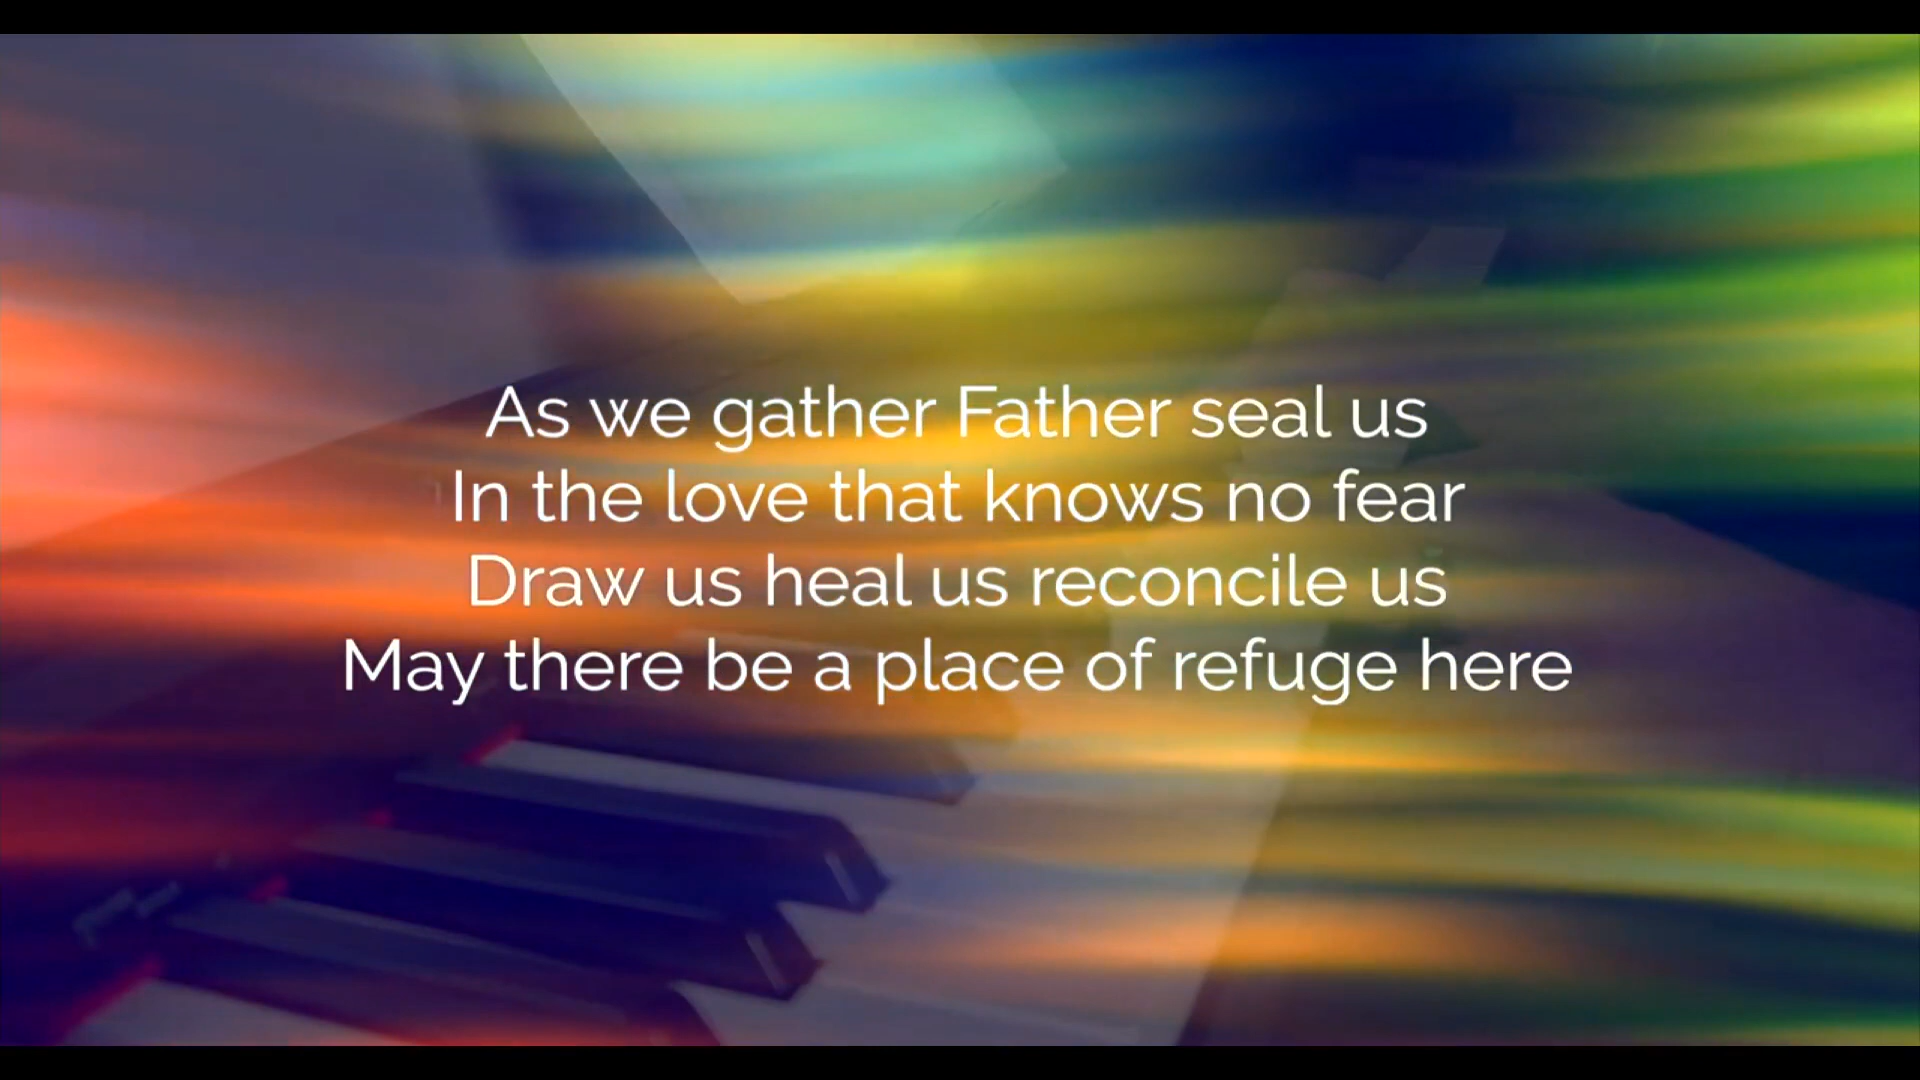 As we gather Father seal us
In the love that knows no fear
Draw us heal us reconcile us
May there be a place of refuge here